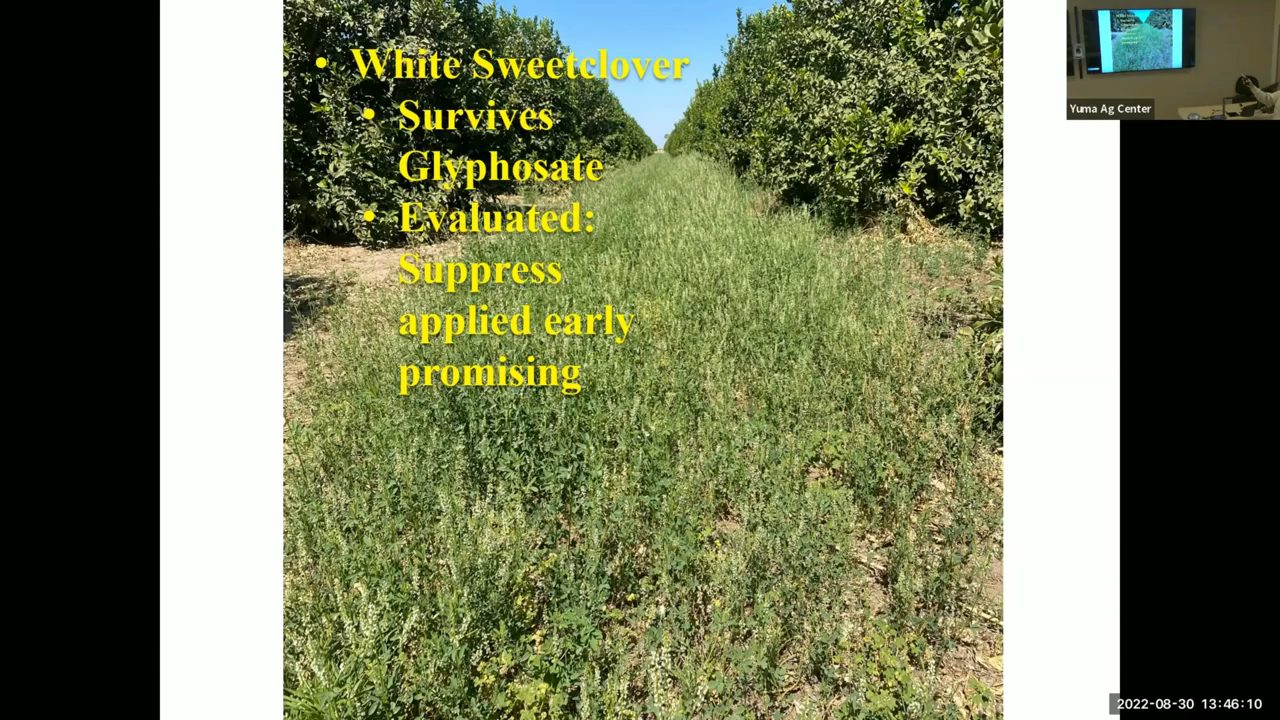 • White Sweetclover
• Survives
Glyphosate
• Evaluated:
Suppress
applied early
promising
Yuma Ag Center
2022-08-30 13:46:10